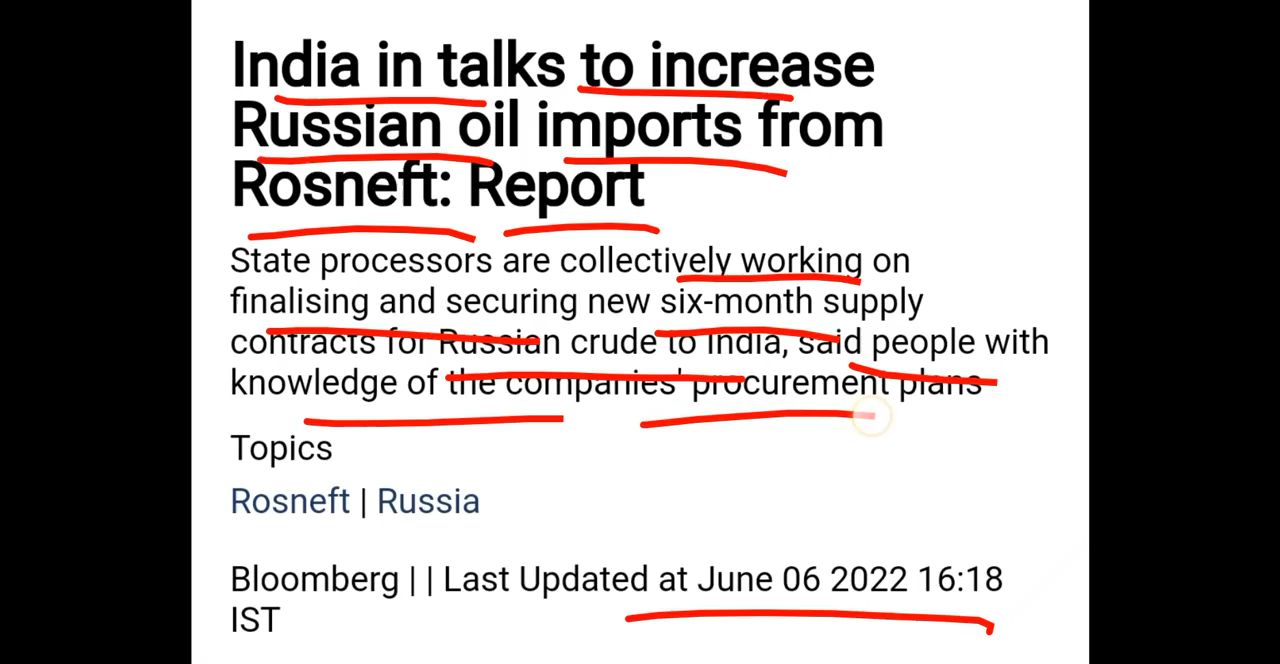 India in talks to increase
Russian oil imports from
Rosneft: Report
State processors are collectively working on
finalising and securing new six-month supply
contracts for Russian crude to India, said people with
knowledge of the companies' procurement plans
Topics
Rosneft | Russia
Bloomberg | | Last Updated at June 06 2022 16:18
IST